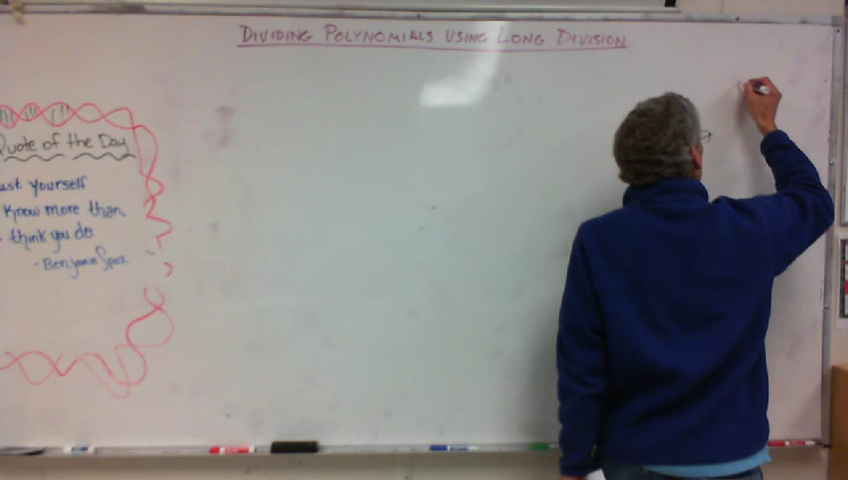 DIVIDING POLYNOMIALS USING LONG DIVISION
Quote of the Day
ust yourself
know more than
think you do
-Benjamin Spock